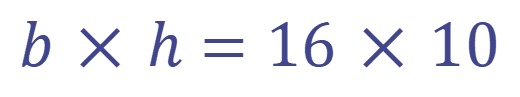 b × h = 16 × 10